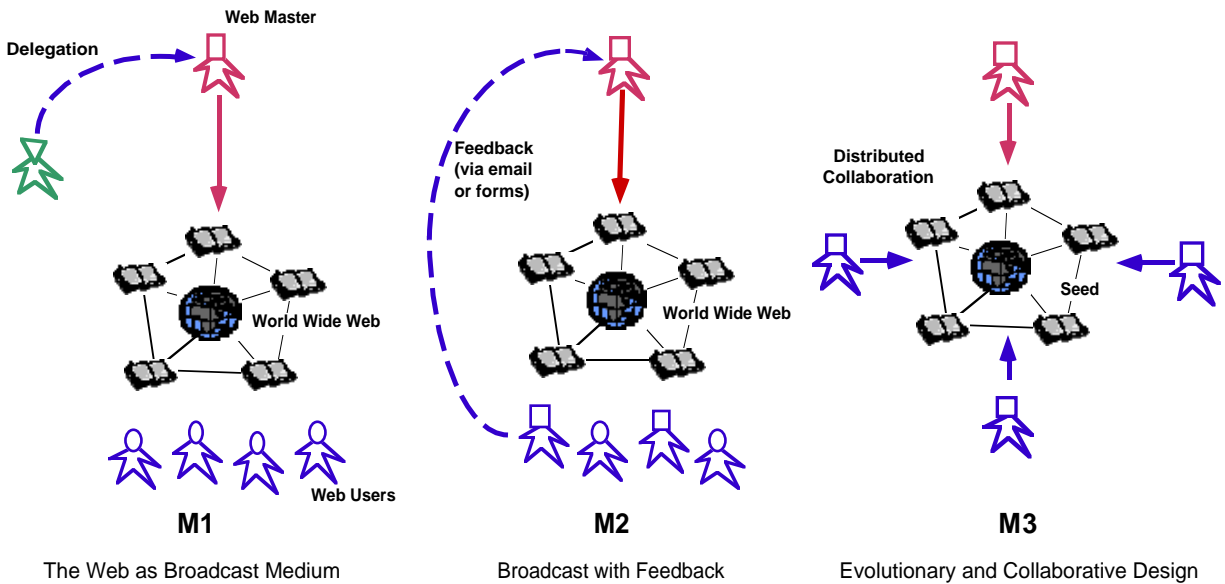 Web Master
Delegation
World Wide Web
Web Users
M1
The Web as Broadcast Medium
Feedback
(via email
or forms)
World Wide Web
M2
Broadcast with Feedback
Distributed
Collaboration
Seed
M3
Evolutionary and Collaborative Design